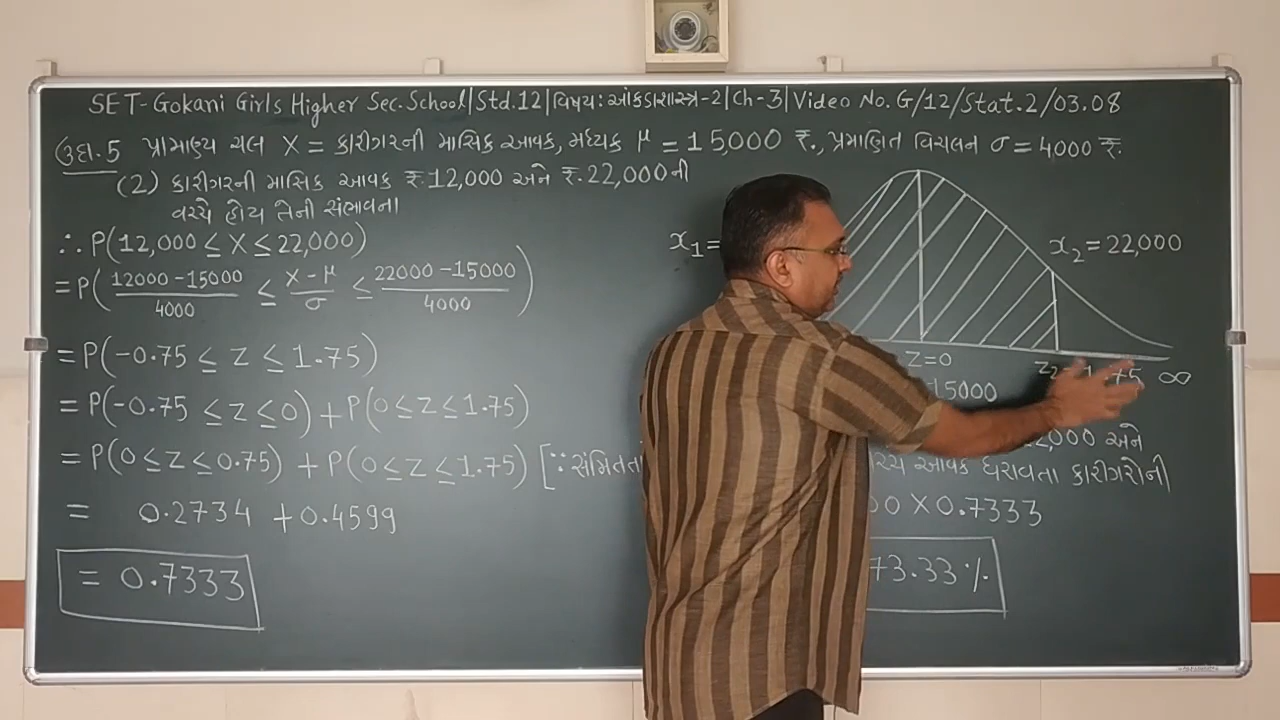 SET-Gokani Girls Higher Sec. School | Std.12 | વિષય: આંકડાશાસ્ત્ર-2 | Ch-3 | Video No. G/12/Stat.2/03.08
ઉદા.5 પ્રામાણ્ય ચલ X = કારીગરની માસિક આવક, મધ્યક μ = 15,000 ₹., પ્રમાણિત વિચલન σ = 4,000 ₹.
(2) કારીગરની માસિક આવક ₹.12,000 અને ₹.22,000ની
વચ્ચે હોય તેની સંભાવના
∴ P(12,000 ≤ X ≤ 22,000)
= P( (12000 - 15000)/4000 ≤ (X - μ)/σ ≤ (22000 - 15000)/4000 )
= P(-0.75 ≤ Z ≤ 1.75)
= P(-0.75 ≤ Z ≤ 0) + P(0 ≤ Z ≤ 1.75)
= P(0 ≤ Z ≤ 0.75) + P(0 ≤ Z ≤ 1.75) [∵ સંમિતતા
= 0.2734 + 0.4599
= 0.7333
x₁ =
x₂ = 22,000
Z=0
∞
15000
અને
આવક ધરાવતા કારીગરોની
00 X 0.7333
73.33 %